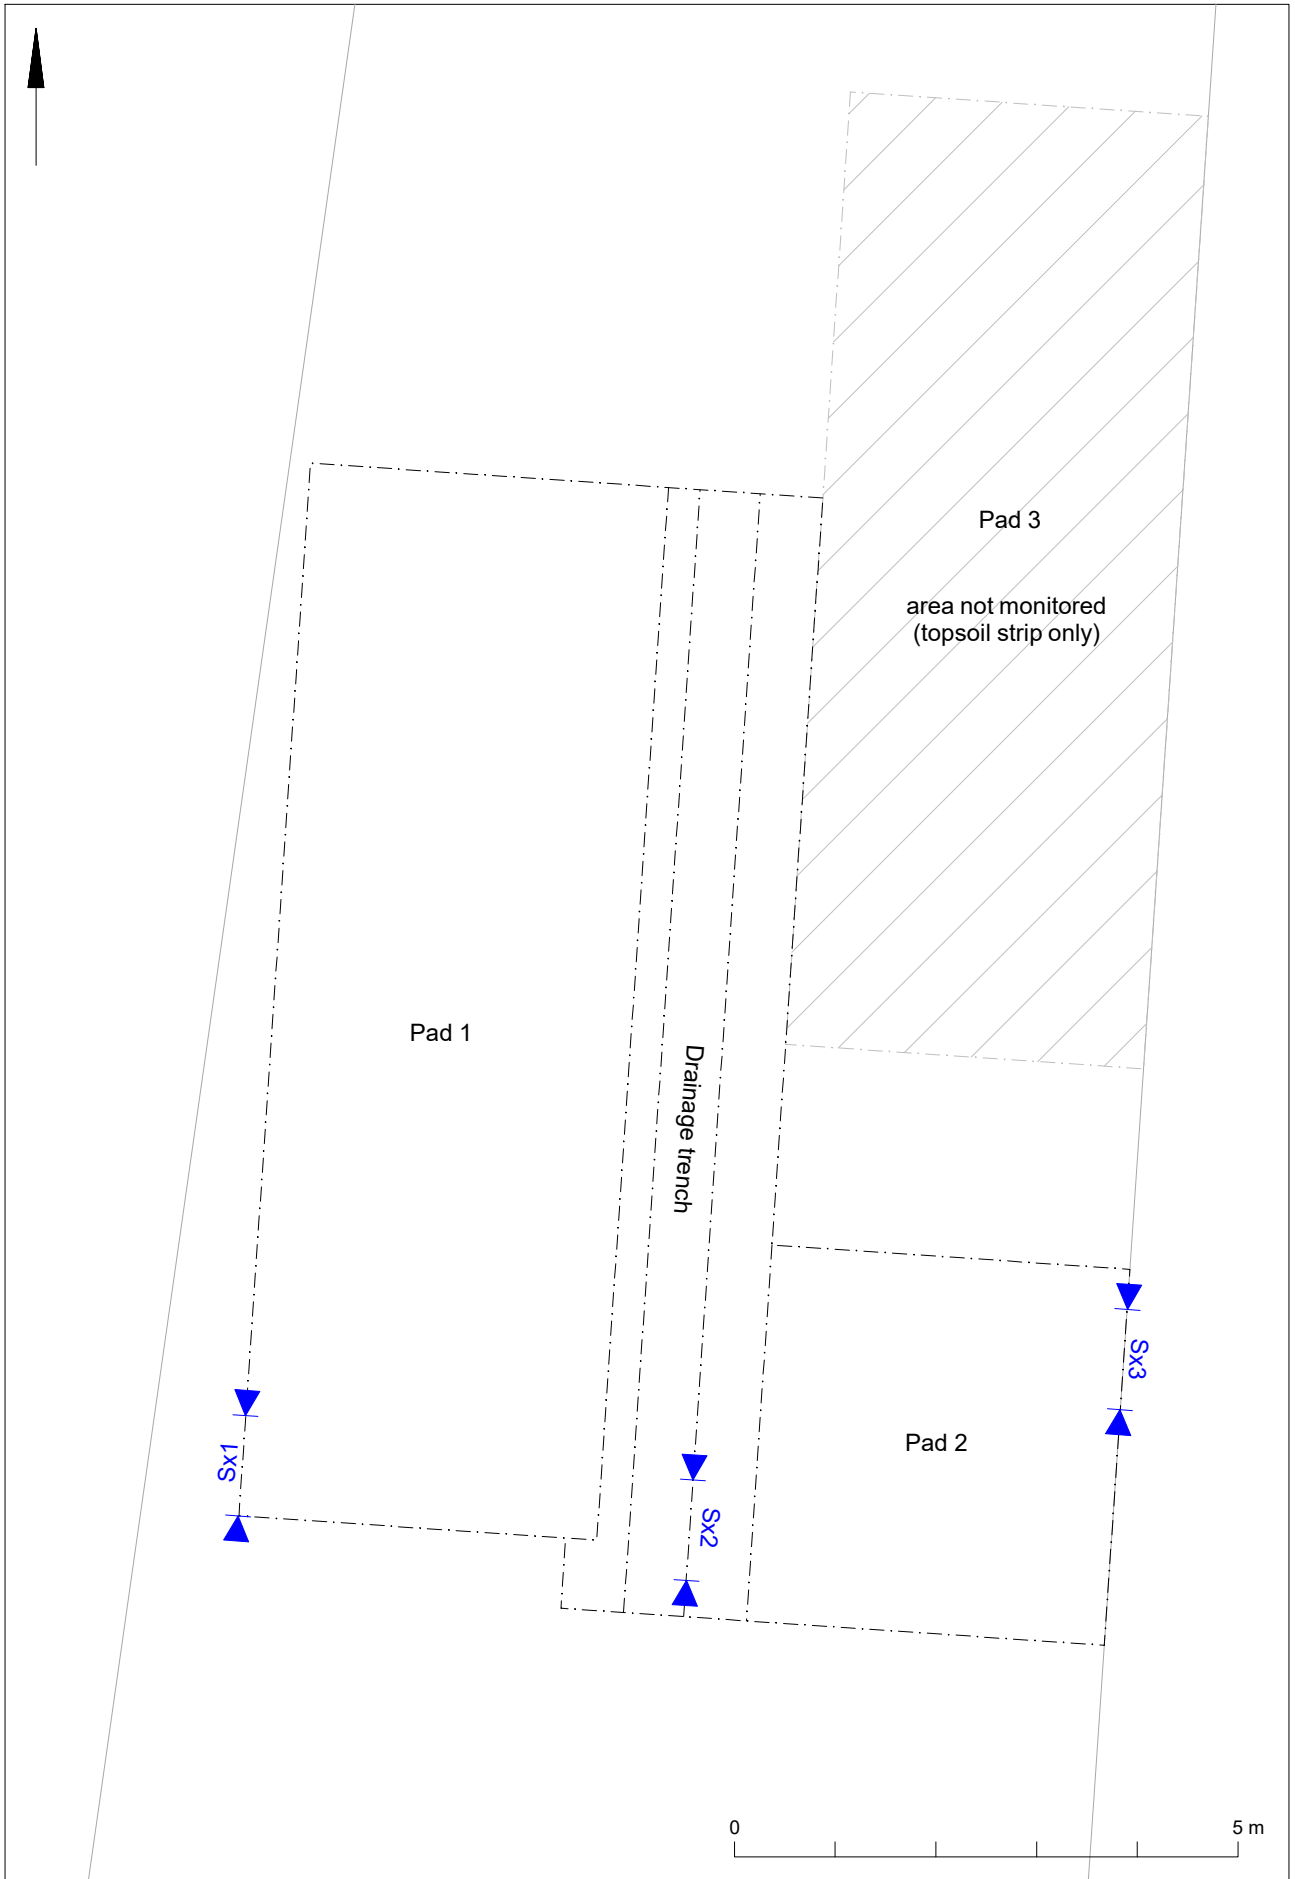 Pad 3
area not monitored
(topsoil strip only)
Pad 1
Drainage trench
Sx3
Pad 2
Sx1
Sx2
0
5 m